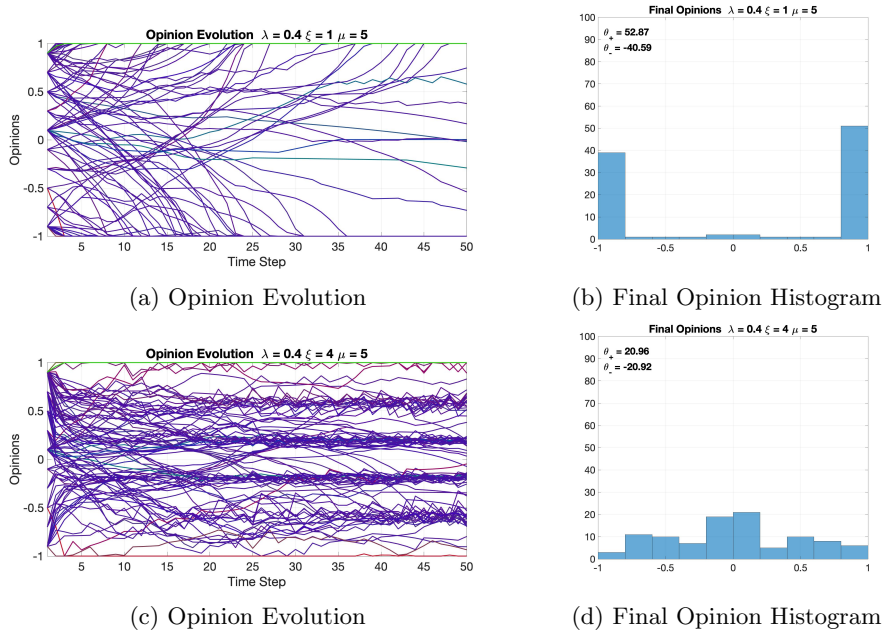 Opinion Evolution λ = 0.4 ξ = 1 μ = 5
Opinions
1
0.5
0
-0.5
-1
5 10 15 20 25 30 35 40 45 50
Time Step
(a) Opinion Evolution
Final Opinions λ = 0.4 ξ = 1 μ = 5
θ+ = 52.87
θ- = -40.59
100
90
80
70
60
50
40
30
20
10
0
-1 -0.5 0 0.5 1
(b) Final Opinion Histogram
Opinion Evolution λ = 0.4 ξ = 4 μ = 5
Opinions
1
0.5
0
-0.5
-1
5 10 15 20 25 30 35 40 45 50
Time Step
(c) Opinion Evolution
Final Opinions λ = 0.4 ξ = 4 μ = 5
θ+ = 20.96
θ- = -20.92
100
90
80
70
60
50
40
30
20
10
0
-1 -0.5 0 0.5 1
(d) Final Opinion Histogram